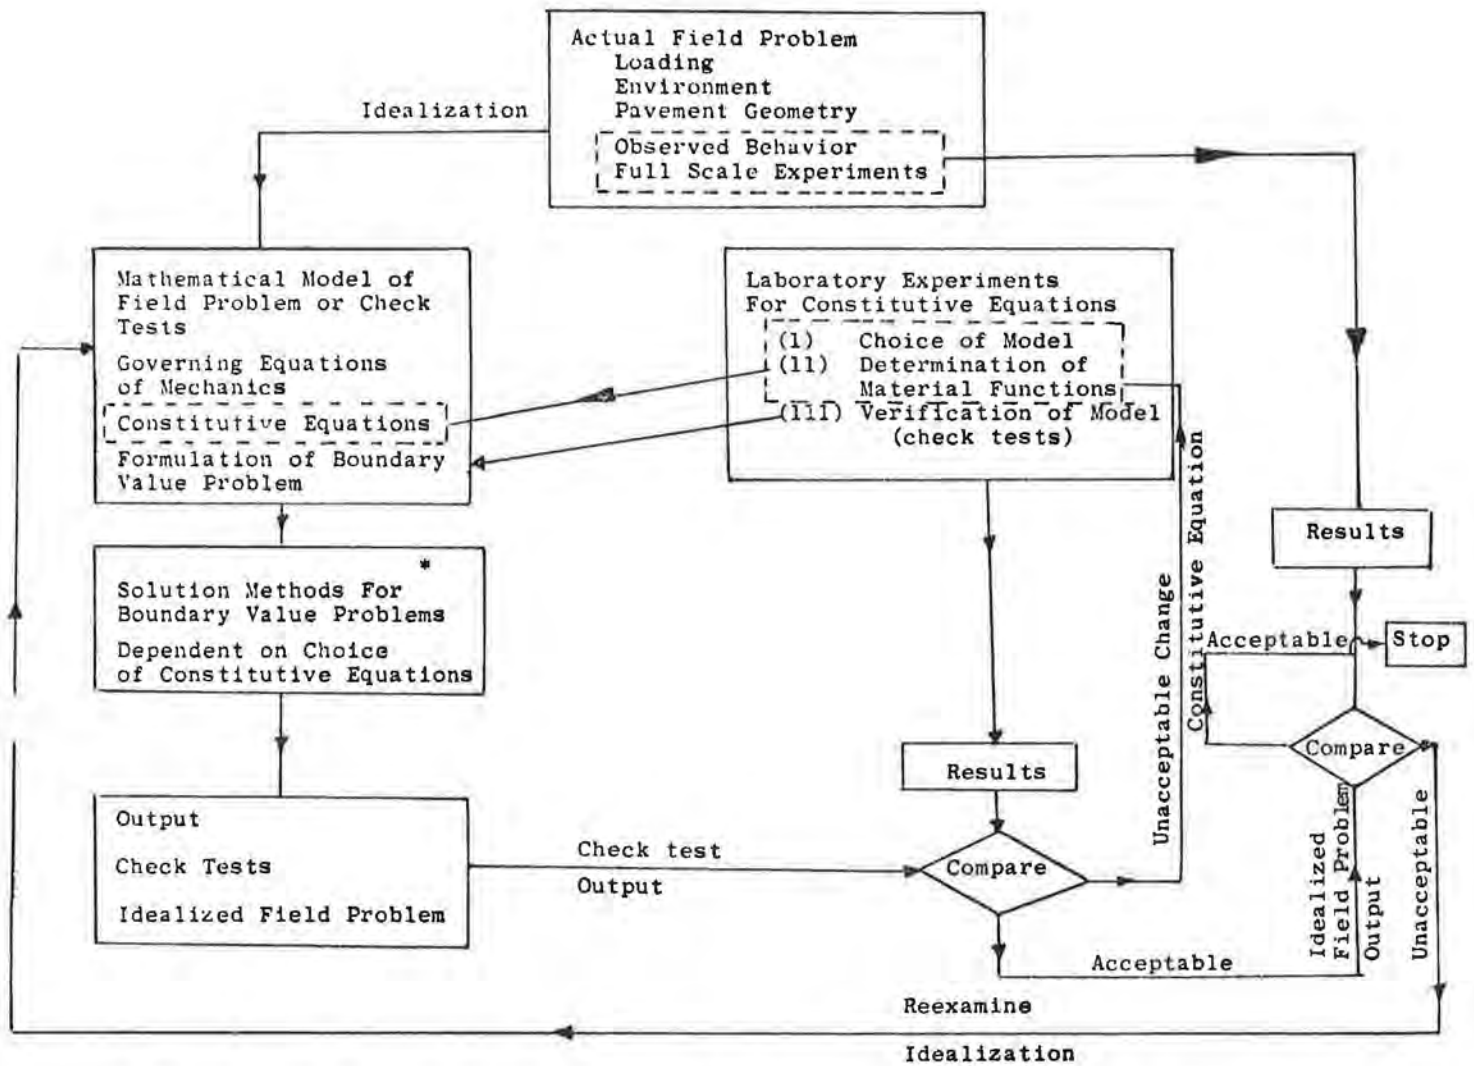 Actual Field Problem
Loading
Environment
Pavement Geometry
Observed Behavior
Full Scale Experiments
Idealization
Mathematical Model of
Field Problem or Check
Tests
Governing Equations
of Mechanics
Constitutive Equations
Formulation of Boundary
Value Problem
Laboratory Experiments
For Constitutive Equations
(i) Choice of Model
(ii) Determination of
Material Functions
(iii) Verification of Model
(check tests)
*
Solution Methods For
Boundary Value Problems
Dependent on Choice
of Constitutive Equations
Output
Check Tests
Idealized Field Problem
Check test
Output
Results
Compare
Unacceptable Change
Constitutive Equation
Acceptable
Results
Acceptable
Stop
Compare
Idealized
Field Problem
Output
Unacceptable
Reexamine
Idealization